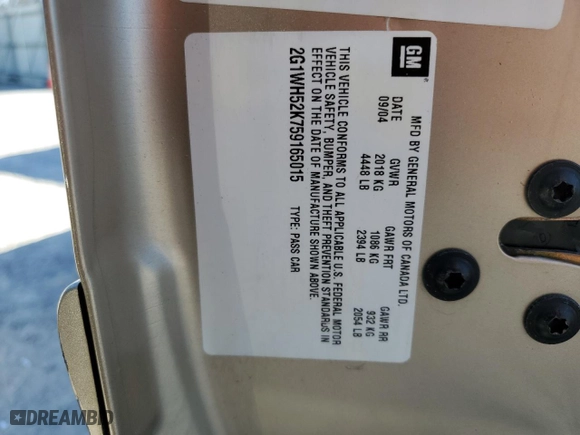 GM
MFD BY GENERAL MOTORS OF CANADA LTD.
DATE GVWR GAWR FRT GAWR RR
09/04 2018 KG 1086 KG 932 KG
4448 LB 2394 LB 2054 LB
THIS VEHICLE CONFORMS TO ALL APPLICABLE U.S. FEDERAL MOTOR
VEHICLE SAFETY, BUMPER, AND THEFT PREVENTION STANDARDS IN
EFFECT ON THE DATE OF MANUFACTURE SHOWN ABOVE.
2G1WH52K759165015 TYPE: PASS CAR
DREAMBID